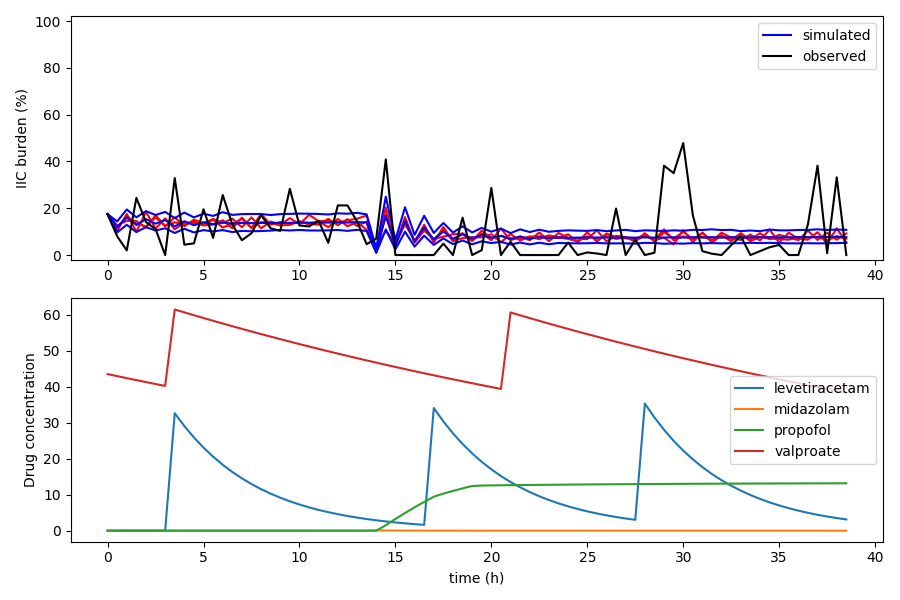 IIC burden (%)
100
80
60
40
20
0
simulated
observed
0 5 10 15 20 25 30 35 40
Drug concentration
60
50
40
30
20
10
0
levetiracetam
midazolam
propofol
valproate
0 5 10 15 20 25 30 35 40
time (h)